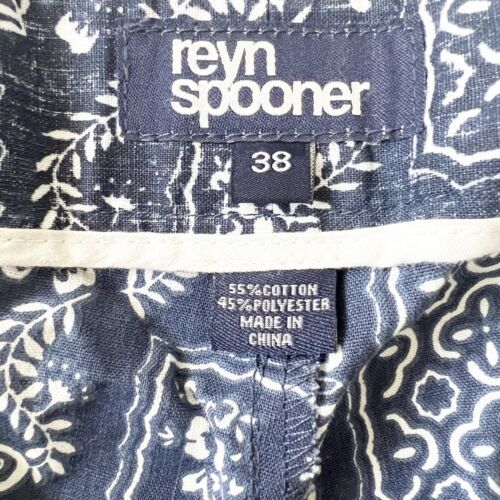 reyn
spooner
38
55%COTTON
45%POLYESTER
MADE IN
CHINA